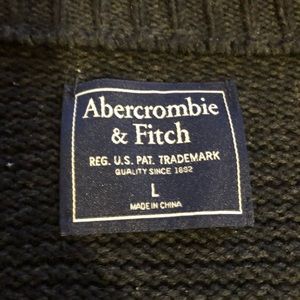 Abercrombie
& Fitch
REG. U.S. PAT. TRADEMARK
QUALITY SINCE 1892
L
MADE IN CHINA